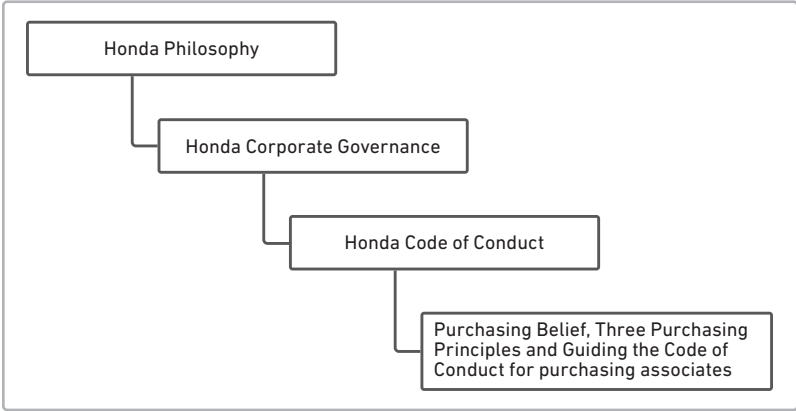 Honda Philosophy
Honda Corporate Governance
Honda Code of Conduct
Purchasing Belief, Three Purchasing
Principles and Guiding the Code of
Conduct for purchasing associates